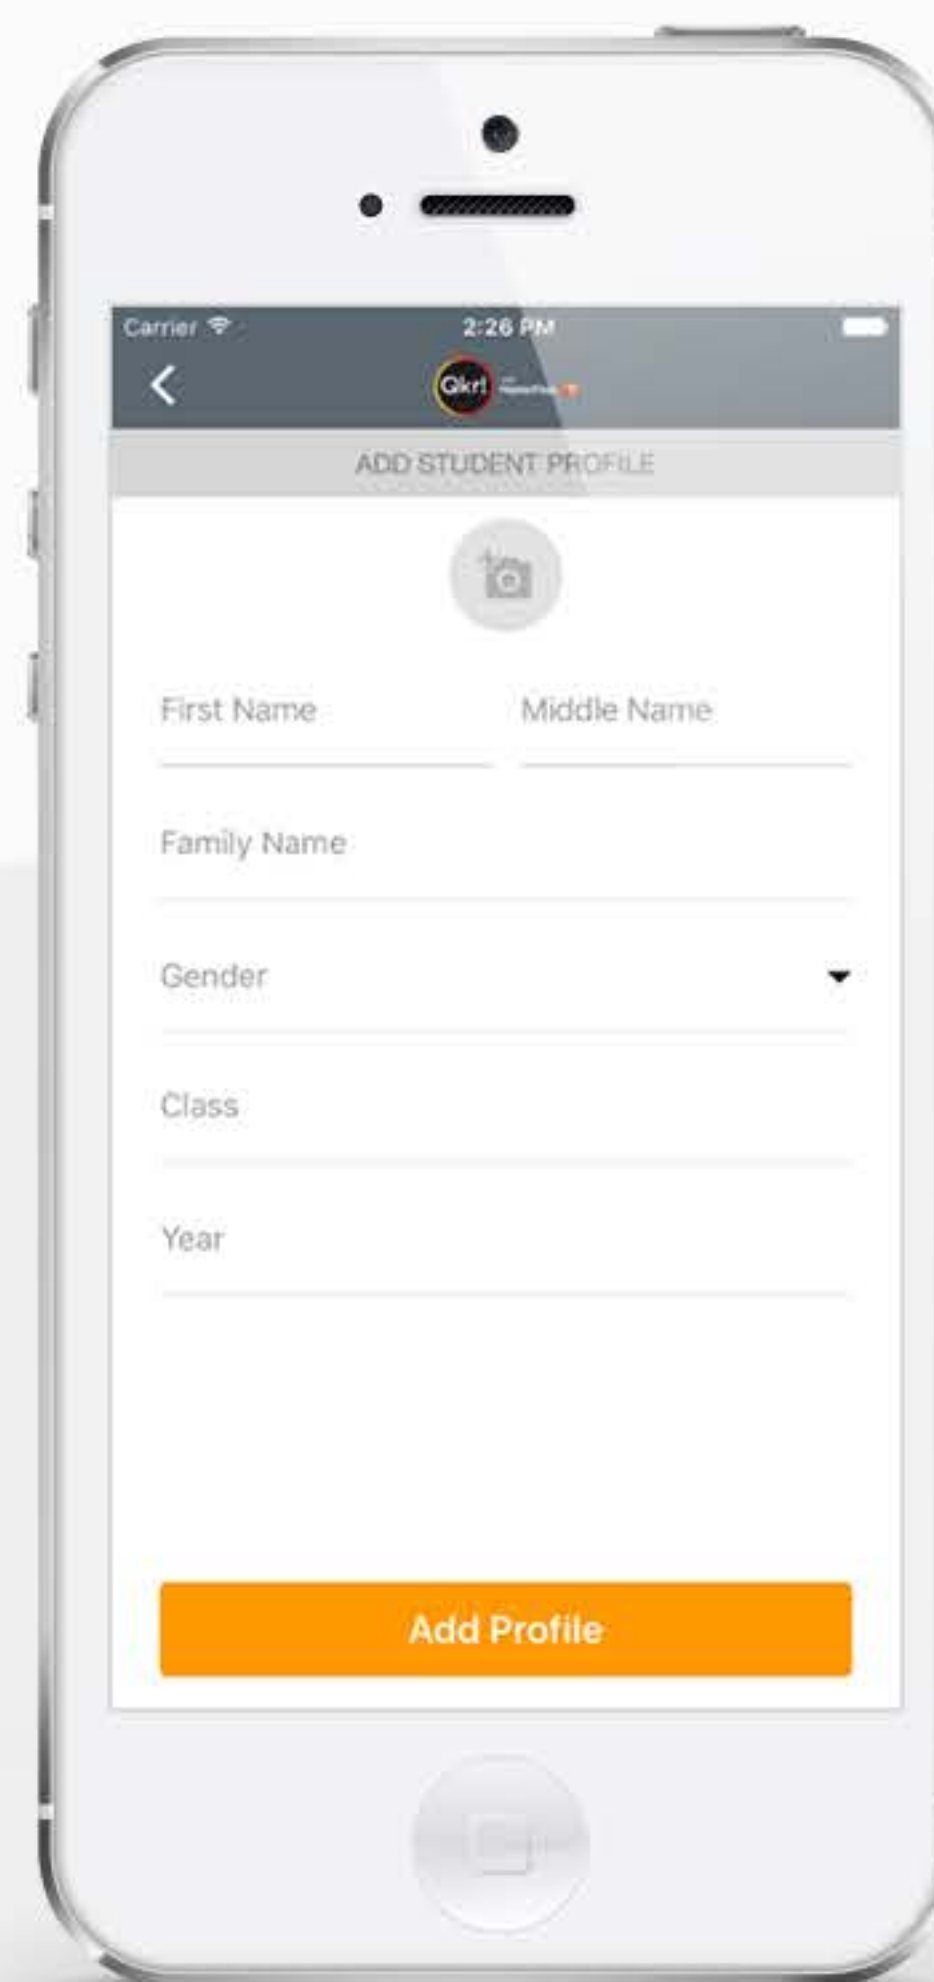 Carrier 2:26 PM
Qkr!
ADD STUDENT PROFILE
First Name Middle Name
Family Name
Gender
Class
Year
Add Profile